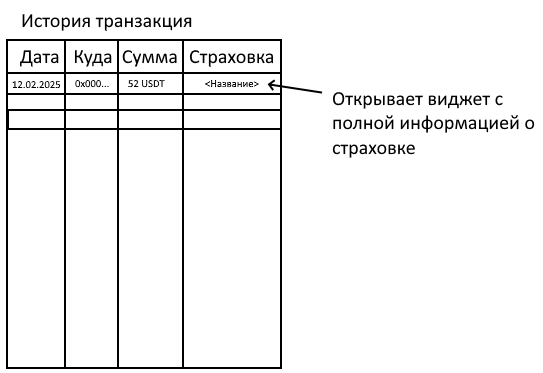 История транзакция
Дата Куда Сумма Страховка
12.02.2025 0x000... 52 USDT <Название>
Открывает виджет с
полной информацией о
страховке